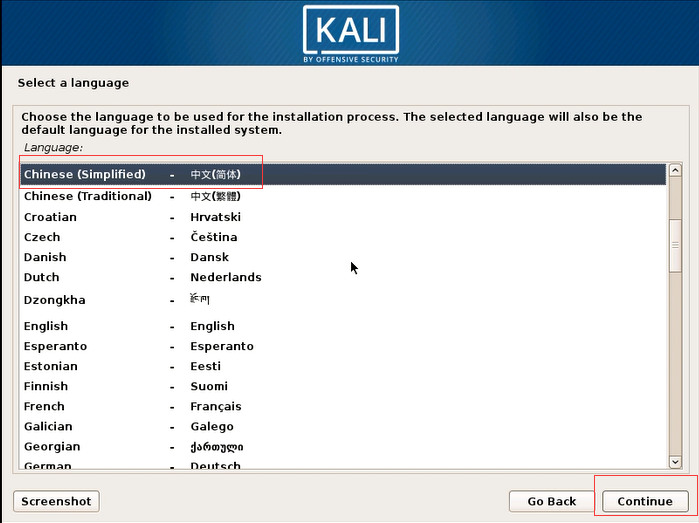 KALI
BY OFFENSIVE SECURITY
Select a language
Choose the language to be used for the installation process. The selected language will also be the
default language for the installed system.
Language:
Chinese (Simplified) - 中文(简体)
Chinese (Traditional) - 中文(繁體)
Croatian - Hrvatski
Czech - Čeština
Danish - Dansk
Dutch - Nederlands
Dzongkha - རྫོང་ཁ།
English - English
Esperanto - Esperanto
Estonian - Eesti
Finnish - Suomi
French - Français
Galician - Galego
Georgian - ქართული
German - Deutsch
Screenshot Go Back Continue